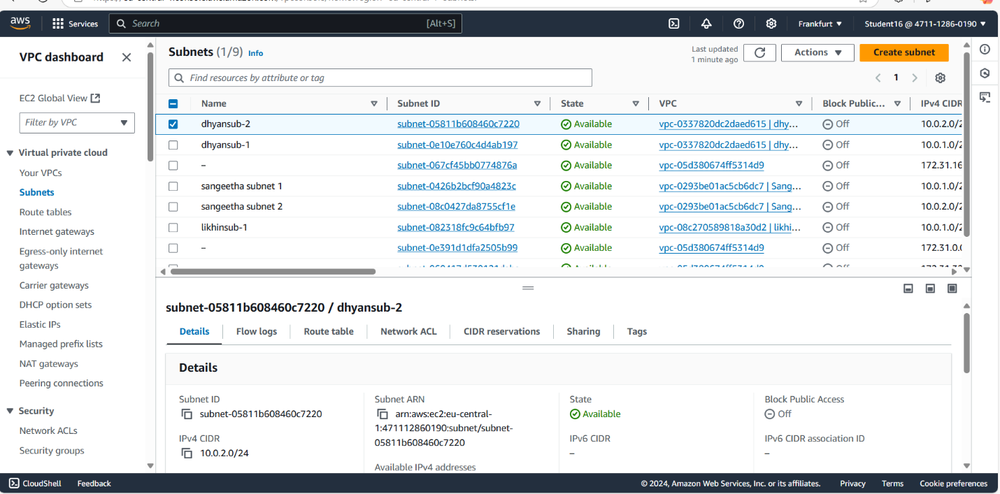 aws Services Search [Alt+S] Frankfurt ▼ Student16 @ 4711-1286-0190 ▼
VPC dashboard
EC2 Global View
Filter by VPC
Virtual private cloud
Your VPCs
Subnets
Route tables
Internet gateways
Egress-only internet
gateways
Carrier gateways
DHCP option sets
Elastic IPs
Managed prefix lists
NAT gateways
Peering connections
Security
Network ACLs
Security groups
Subnets (1/9) Info
Last updated
1 minute ago
Actions ▼
Create subnet
Find resources by attribute or tag
1
Name Subnet ID State VPC Block Public... IPv4 CIDR
dhyansub-2 subnet-05811b608460c7220 Available vpc-0337820dc2daed615 | dhy... Off 10.0.2.0/2
dhyansub-1 subnet-0e10e760c4d4ab197 Available vpc-0337820dc2daed615 | dhy... Off 10.0.1.0/2
– subnet-067cf45bb0774876a Available vpc-05d380674ff5314d9 Off 172.31.16
sangeetha subnet 1 subnet-0426b2bcf90a4823c Available vpc-0293be01ac5cb6dc7 | Sang... Off 10.0.1.0/2
sangeetha subnet 2 subnet-08c0427da8755cf1e Available vpc-0293be01ac5cb6dc7 | Sang... Off 10.0.2.0/2
likhinsub-1 subnet-082318fc9c64bfb97 Available vpc-08c270589818a30d2 | likhi... Off 10.0.1.0/2
– subnet-0e391d1dfa2505b99 Available vpc-05d380674ff5314d9 Off 172.31.0.0
subnet-05811b608460c7220 / dhyansub-2
Details Flow logs Route table Network ACL CIDR reservations Sharing Tags
Details
Subnet ID
subnet-05811b608460c7220
IPv4 CIDR
10.0.2.0/24
Subnet ARN
arn:aws:ec2:eu-central-
1:471112860190:subnet/subnet-
05811b608460c7220
Available IPv4 addresses
State
Available
IPv6 CIDR
–
Block Public Access
Off
IPv6 CIDR association ID
–
CloudShell Feedback © 2024, Amazon Web Services, Inc. or its affiliates. Privacy Terms Cookie preferences